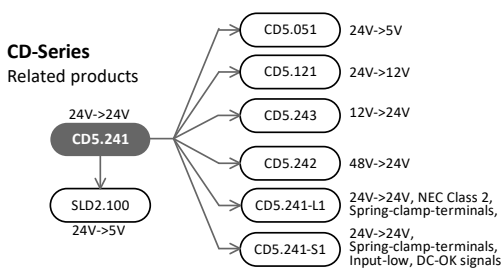 CD-Series
Related products
24V->24V
CD5.241
SLD2.100
24V->5V
CD5.051
24V->5V
CD5.121
24V->12V
CD5.243
12V->24V
CD5.242
48V->24V
CD5.241-L1
24V->24V, NEC Class 2,
Spring-clamp-terminals,
CD5.241-S1
24V->24V,
Spring-clamp-terminals,
Input-low, DC-OK signals